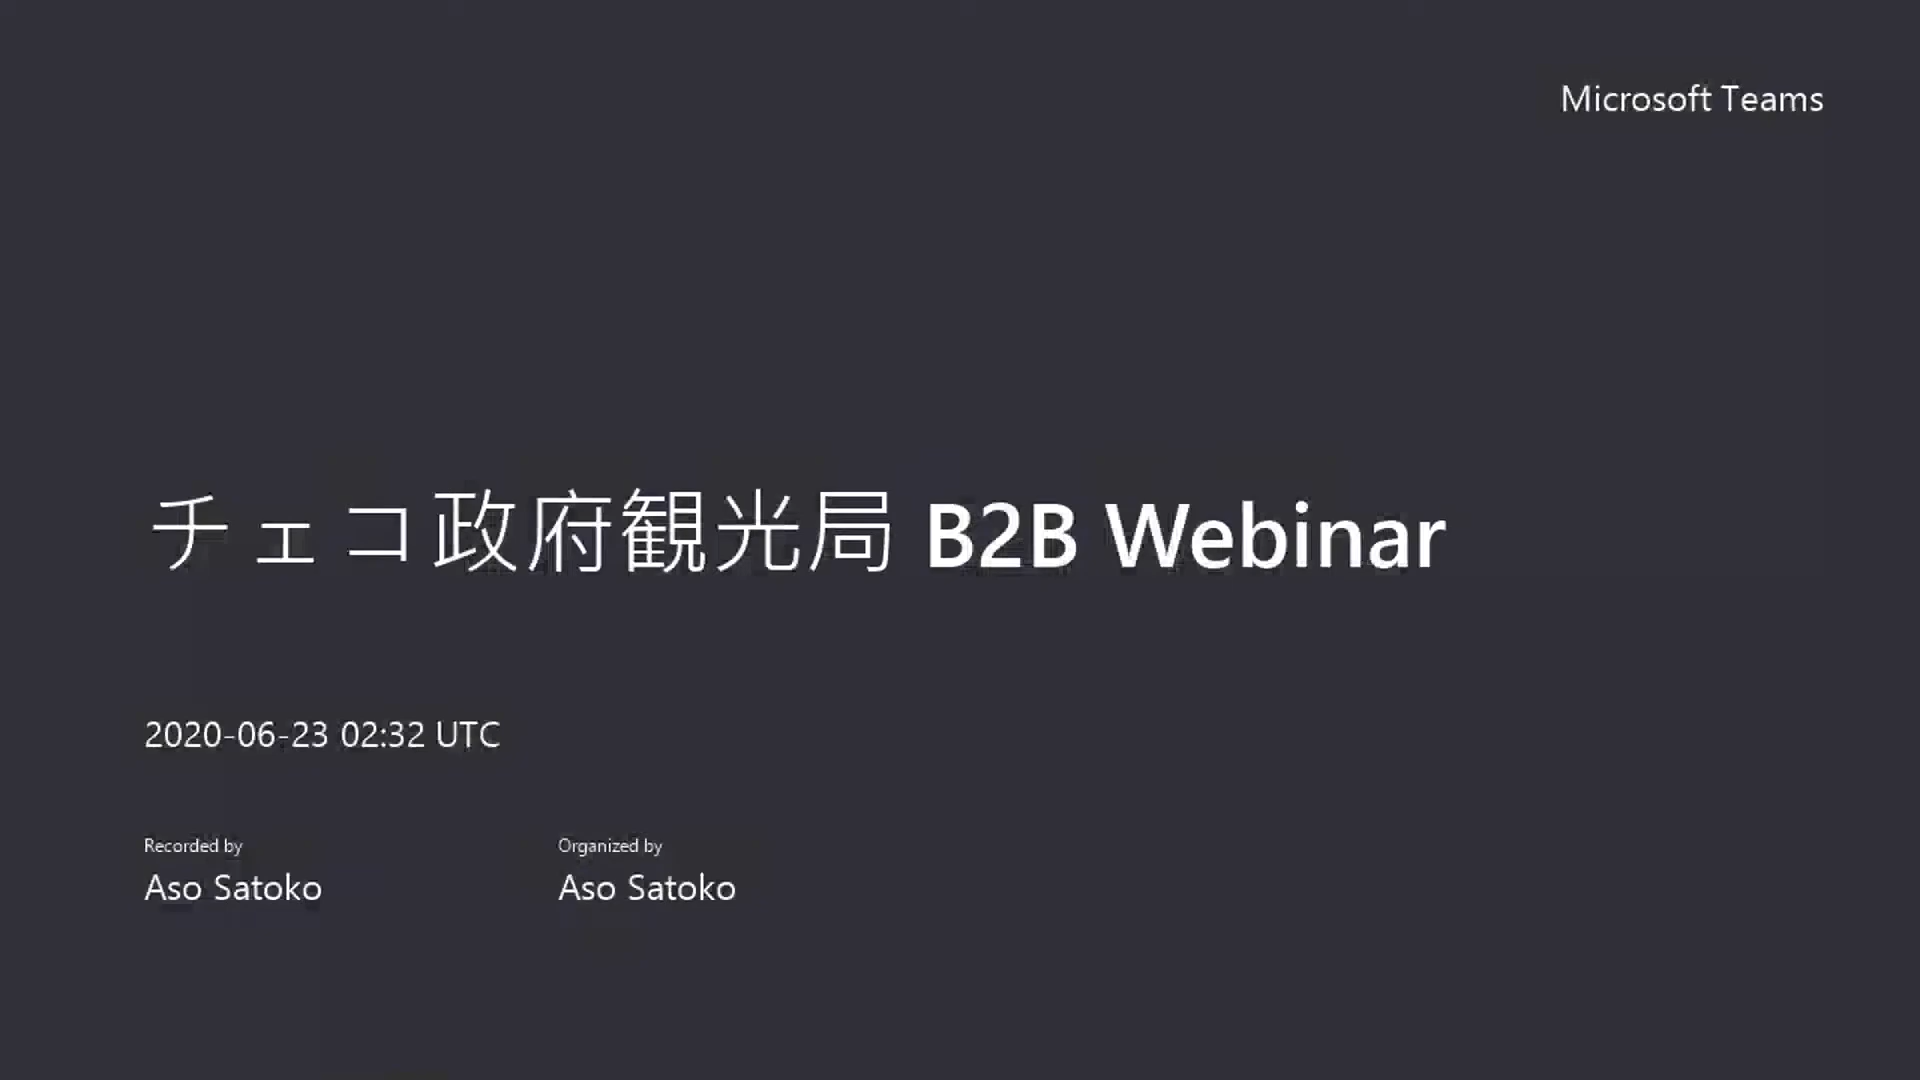 Microsoft Teams
チェコ政府観光局 B2B Webinar
2020-06-23 02:32 UTC
Recorded by
Aso Satoko
Organized by
Aso Satoko